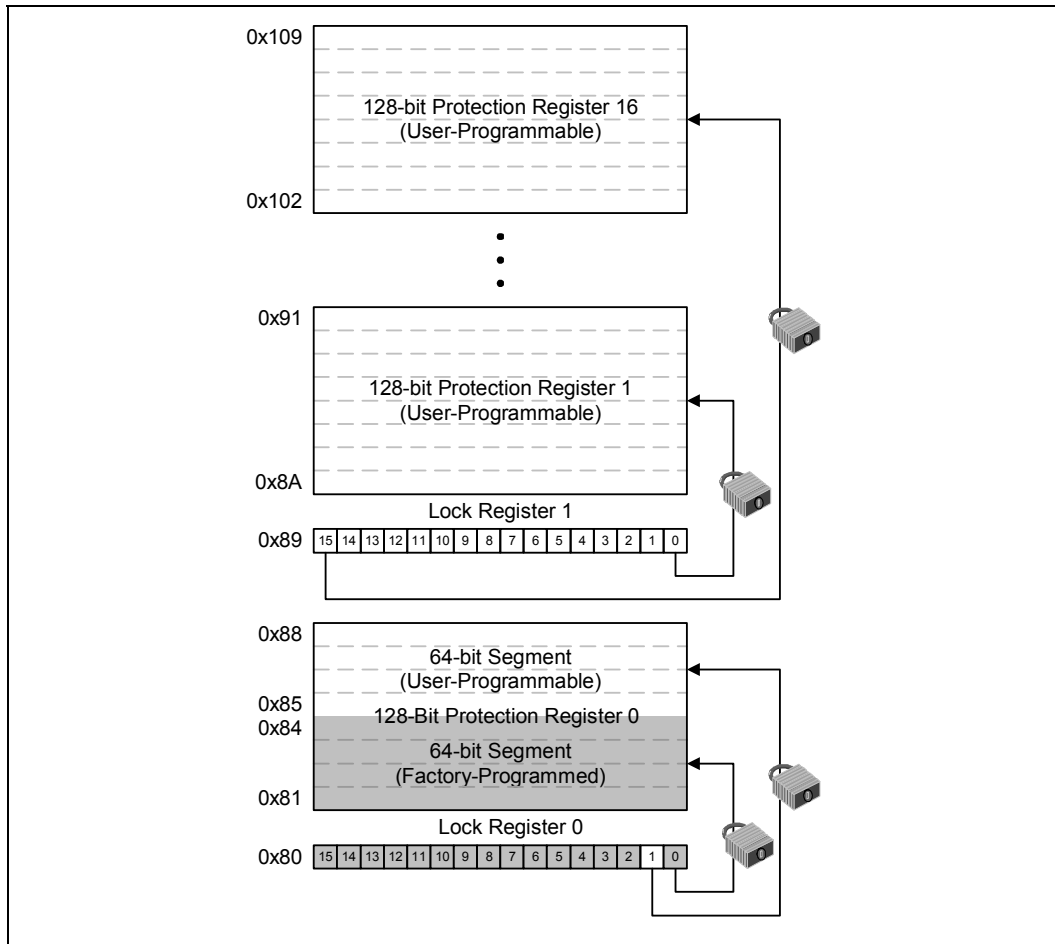 0x109
128-bit Protection Register 16
(User-Programmable)
0x102
0x91
128-bit Protection Register 1
(User-Programmable)
0x8A
Lock Register 1
0x89 15 14 13 12 11 10 9 8 7 6 5 4 3 2 1 0
0x88
64-bit Segment
(User-Programmable)
0x85
128-Bit Protection Register 0
0x84
64-bit Segment
(Factory-Programmed)
0x81
Lock Register 0
0x80 15 14 13 12 11 10 9 8 7 6 5 4 3 2 1 0